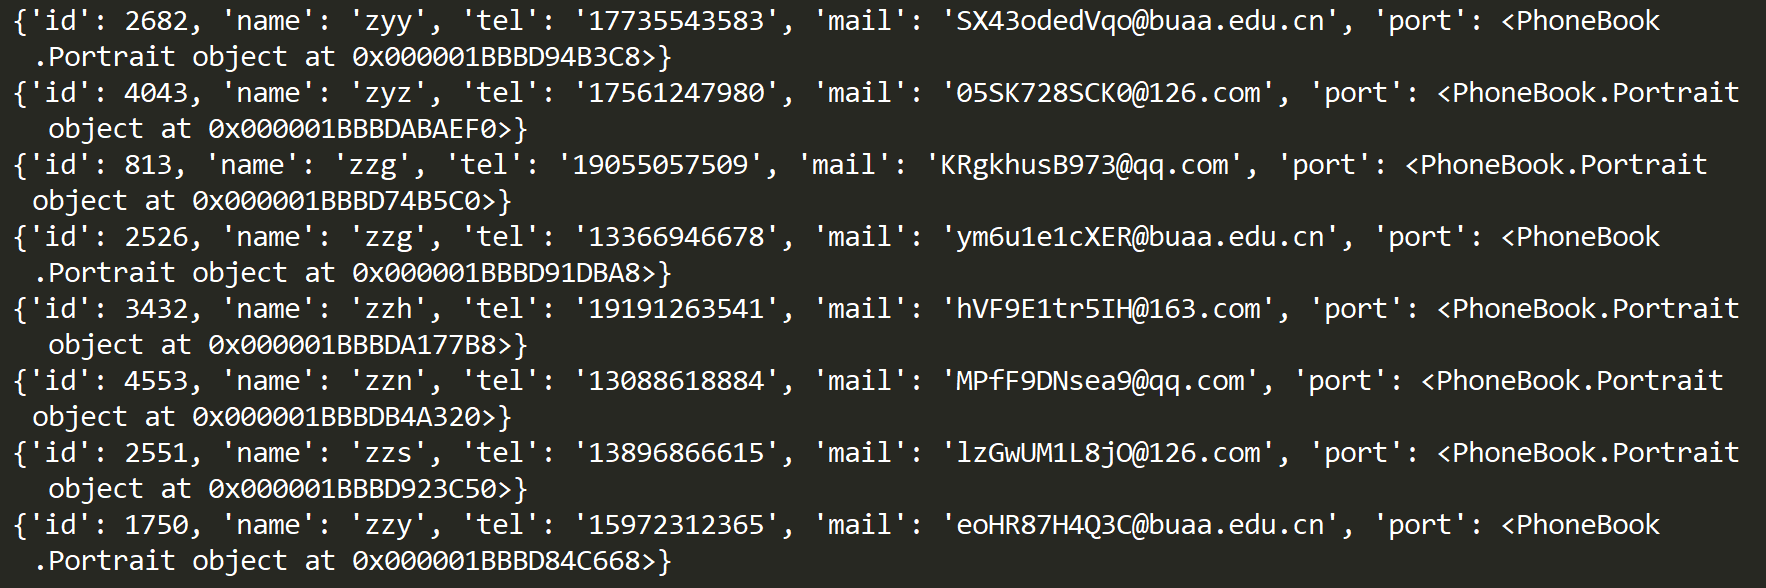 {'id': 2682, 'name': 'zyy', 'tel': '17735543583', 'mail': 'SX43odedVqo@buaa.edu.cn', 'port': <PhoneBook
.Portrait object at 0x000001BBBD94B3C8>}
{'id': 4043, 'name': 'zyz', 'tel': '17561247980', 'mail': '05SK728SCK0@126.com', 'port': <PhoneBook.Portrait
object at 0x000001BBBDABAEF0>}
{'id': 813, 'name': 'zzg', 'tel': '19055057509', 'mail': 'KRgkhusB973@qq.com', 'port': <PhoneBook.Portrait
object at 0x000001BBBD74B5C0>}
{'id': 2526, 'name': 'zzg', 'tel': '13366946678', 'mail': 'ym6u1e1cXER@buaa.edu.cn', 'port': <PhoneBook
.Portrait object at 0x000001BBBD91DBA8>}
{'id': 3432, 'name': 'zzh', 'tel': '19191263541', 'mail': 'hVF9E1tr5IH@163.com', 'port': <PhoneBook.Portrait
object at 0x000001BBBDA177B8>}
{'id': 4553, 'name': 'zzn', 'tel': '13088618884', 'mail': 'MPfF9DNsea9@qq.com', 'port': <PhoneBook.Portrait
object at 0x000001BBBDB4A320>}
{'id': 2551, 'name': 'zzs', 'tel': '13896866615', 'mail': 'lzGwUM1L8jO@126.com', 'port': <PhoneBook.Portrait
object at 0x000001BBBD923C50>}
{'id': 1750, 'name': 'zzy', 'tel': '15972312365', 'mail': 'eoHR87H4Q3C@buaa.edu.cn', 'port': <PhoneBook
.Portrait object at 0x000001BBBD84C668>}